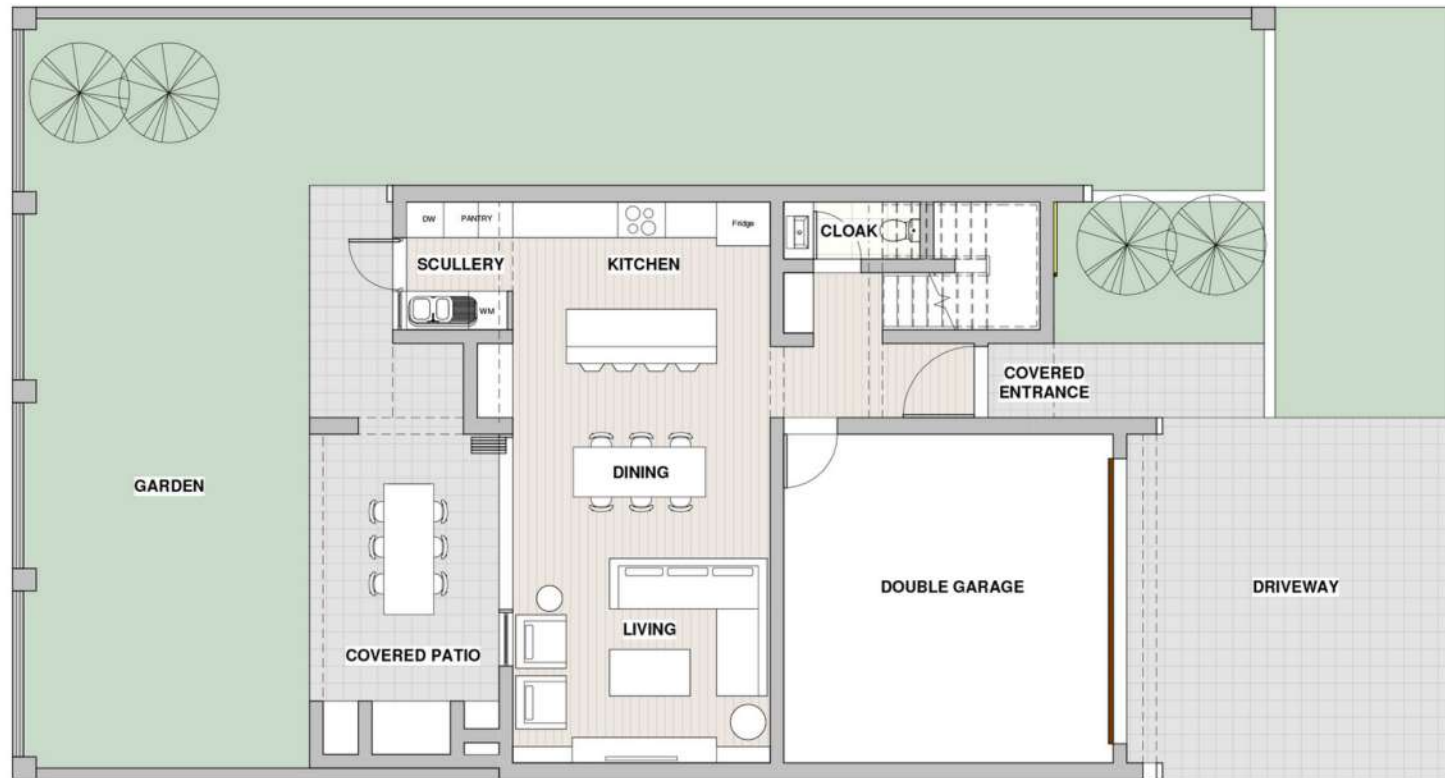 DW
PANTRY
Fridge
CLOAK
SCULLERY
KITCHEN
WM
COVERED
ENTRANCE
DINING
GARDEN
DOUBLE GARAGE
DRIVEWAY
LIVING
COVERED PATIO